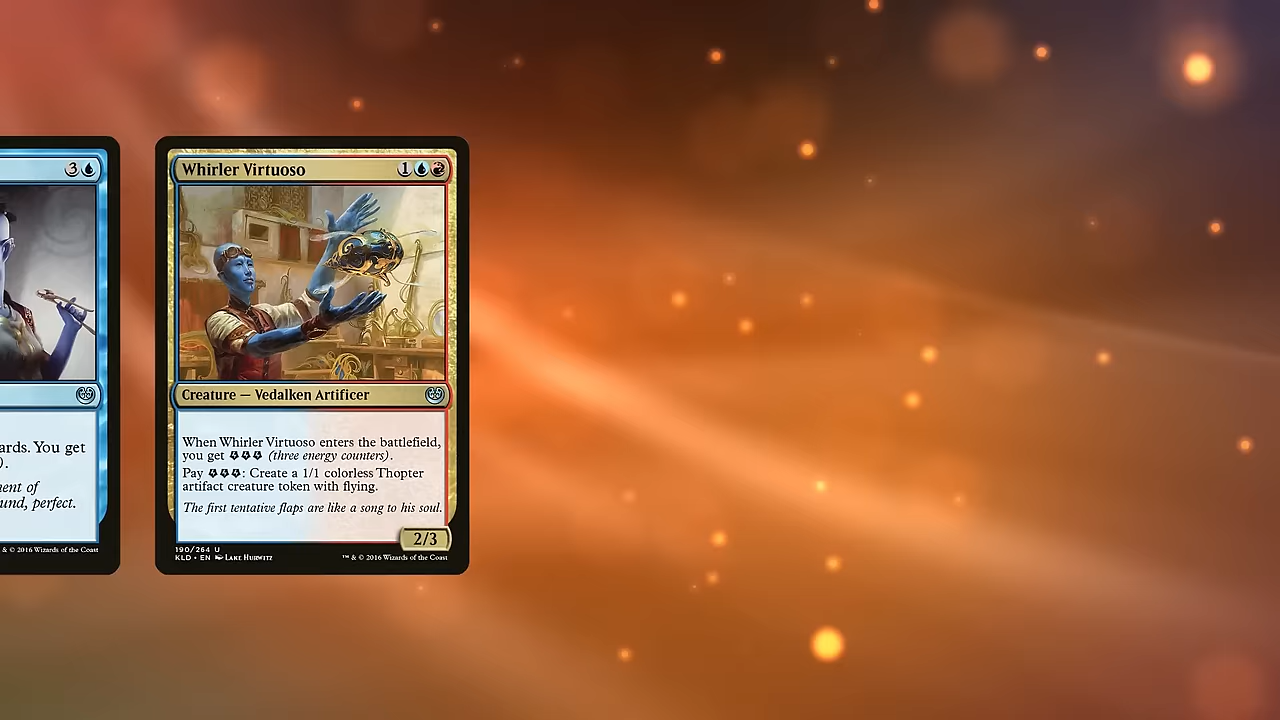 3
ards. You get
).
ent of
und, perfect.
& © 2016 Wizards of the Coast
Whirler Virtuoso 1
Creature — Vedalken Artificer
When Whirler Virtuoso enters the battlefield,
you get (three energy counters).
Pay : Create a 1/1 colorless Thopter
artifact creature token with flying.
The first tentative flaps are like a song to his soul.
2/3
190/264 U
KLD • EN Lake Hurwitz ™ & © 2016 Wizards of the Coast